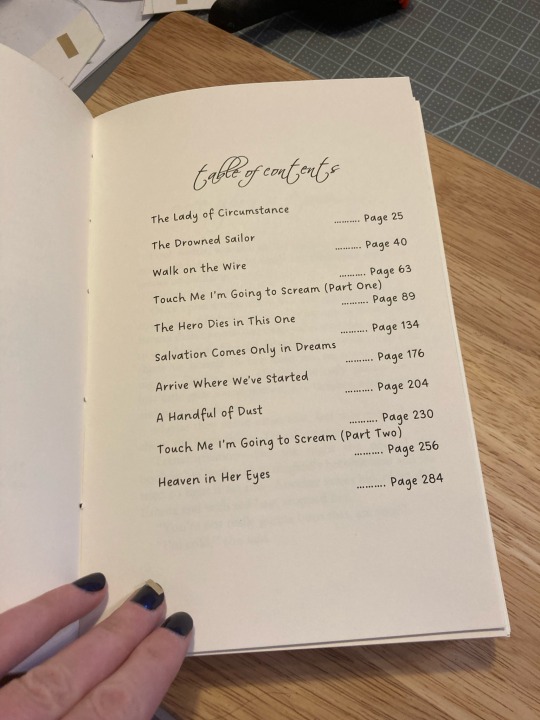 table of contents
The Lady of Circumstance
.......... Page 25
The Drowned Sailor
.......... Page 40
Walk on the Wire
.......... Page 63
Touch Me I'm Going to Scream (Part One)
.......... Page 89
The Hero Dies in This One
.......... Page 134
Salvation Comes Only in Dreams
.......... Page 176
Arrive Where We've Started
.......... Page 204
A Handful of Dust
.......... Page 230
Touch Me I'm Going to Scream (Part Two)
.......... Page 256
Heaven in Her Eyes
.......... Page 284